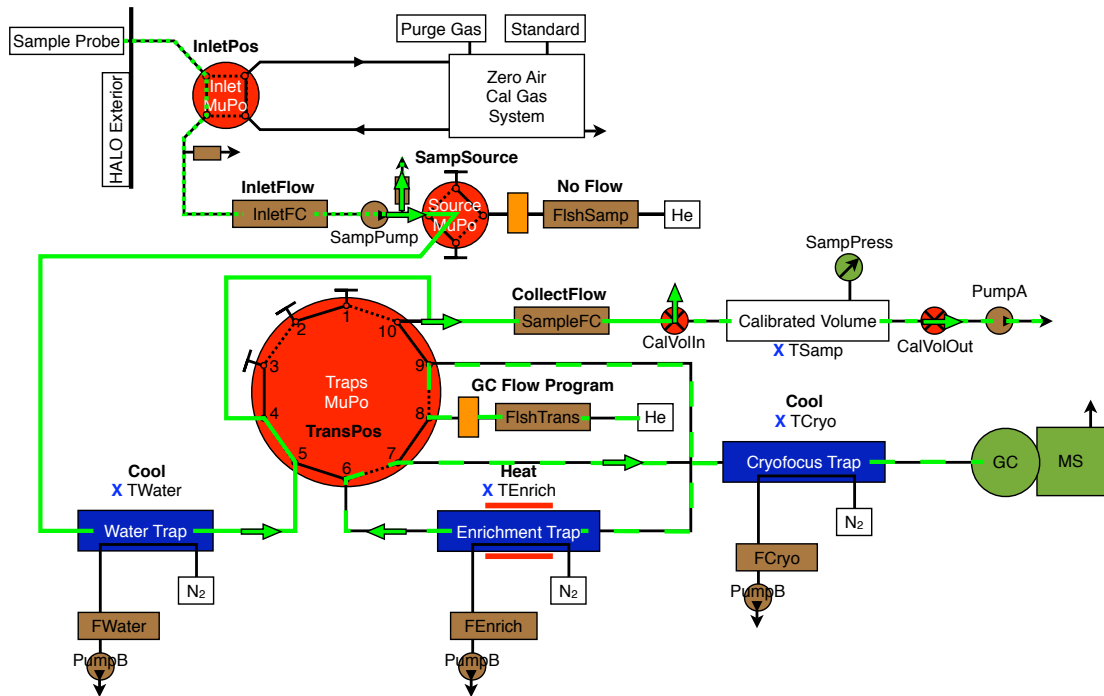 Purge Gas
Standard
Sample Probe
InletPos
Zero Air
Cal Gas
System
Inlet
MuPo
HALO Exterior
SampSource
InletFlow
No Flow
InletFC
Source
MuPo
FlshSamp
He
SampPump
SampPress
CollectFlow
PumpA
SampleFC
Calibrated Volume
CalVolIn
X TSamp
CalVolOut
1
2
3
4
5
6
7
8
9
10
Traps
MuPo
TransPos
GC Flow Program
FlshTrans
He
Cool
X TCryo
Cryofocus Trap
GC
MS
N₂
FCryo
PumpB
Cool
X TWater
Water Trap
N₂
FWater
PumpB
Heat
X TEnrich
Enrichment Trap
N₂
FEnrich
PumpB